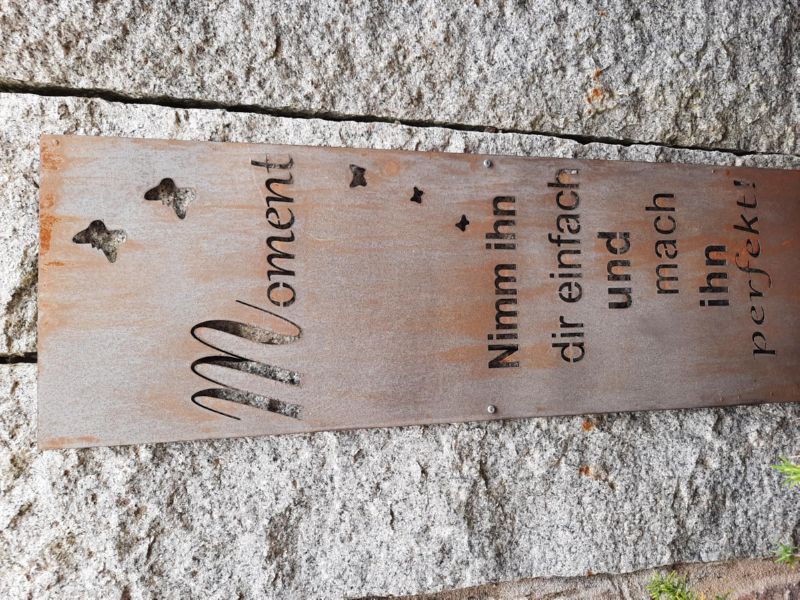 Moment
Nimm ihn
dir einfach
und
mach
ihn
perfekt!